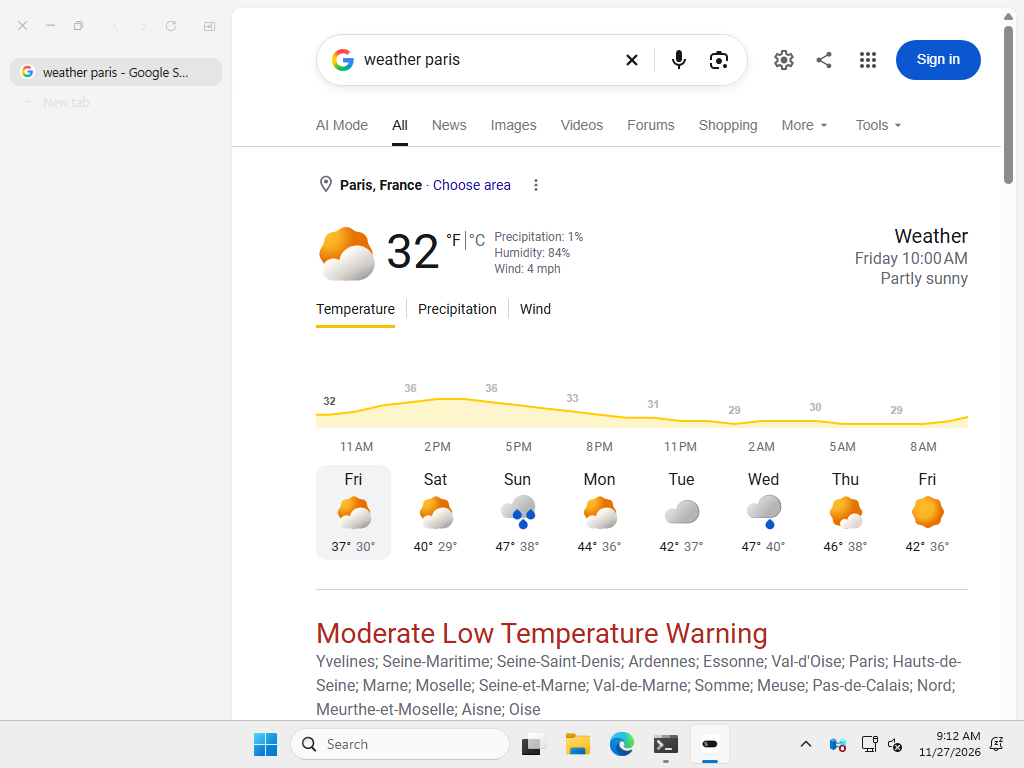 weather paris
Sign in
weather paris - Google S...
New tab
AI Mode
All
News
Images
Videos
Forums
Shopping
More
Tools
Paris, France · Choose area
32 °F | °C
Precipitation: 1%
Humidity: 84%
Wind: 4 mph
Weather
Friday 10:00 AM
Partly sunny
Temperature
Precipitation
Wind
32 36 36 33 31 29 30 29
11 AM 2 PM 5 PM 8 PM 11 PM 2 AM 5 AM 8 AM
Fri Sat Sun Mon Tue Wed Thu Fri
37° 30° 40° 29° 47° 38° 44° 36° 42° 37° 47° 40° 46° 38° 42° 36°
Moderate Low Temperature Warning
Yvelines; Seine-Maritime; Seine-Saint-Denis; Ardennes; Essonne; Val-d'Oise; Paris; Hauts-de-
Seine; Marne; Moselle; Seine-et-Marne; Val-de-Marne; Somme; Meuse; Pas-de-Calais; Nord;
Meurthe-et-Moselle; Aisne; Oise
Search
9:12 AM
11/27/2026